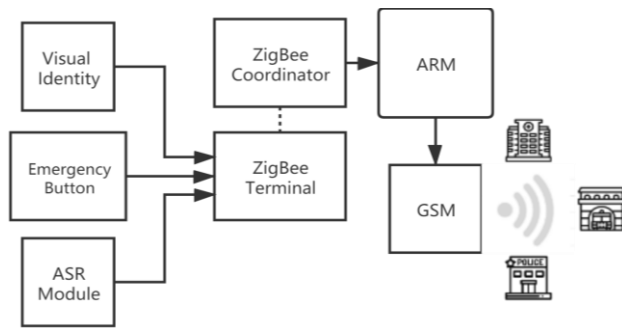 Visual
Identity
ZigBee
Coordinator
ARM
Emergency
Button
ZigBee
Terminal
GSM
ASR
Module
POLICE